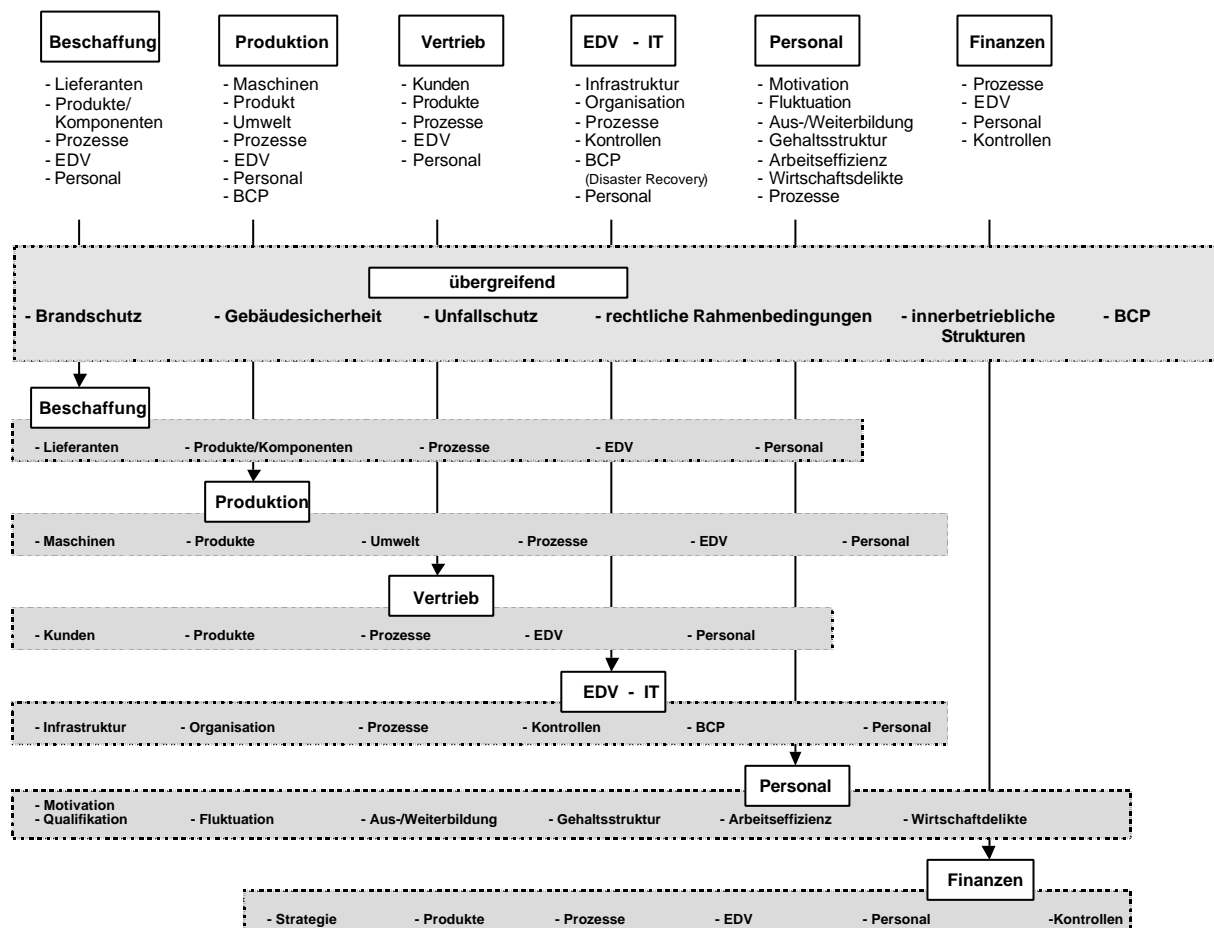 Beschaffung
- Lieferanten
- Produkte/
Komponenten
- Prozesse
- EDV
- Personal
Produktion
- Maschinen
- Produkt
- Umwelt
- Prozesse
- EDV
- Personal
- BCP
Vertrieb
- Kunden
- Produkte
- Prozesse
- EDV
- Personal
EDV - IT
- Infrastruktur
- Organisation
- Prozesse
- Kontrollen
- BCP
(Disaster Recovery)
- Personal
Personal
- Motivation
- Fluktuation
- Aus-/Weiterbildung
- Gehaltsstruktur
- Arbeitseffizienz
- Wirtschaftsdelikte
- Prozesse
Finanzen
- Prozesse
- EDV
- Personal
- Kontrollen
übergreifend
- Brandschutz - Gebäudesicherheit - Unfallschutz - rechtliche Rahmenbedingungen - innerbetriebliche - BCP
Strukturen
Beschaffung
- Lieferanten - Produkte/Komponenten - Prozesse - EDV - Personal
Produktion
- Maschinen - Produkte - Umwelt - Prozesse - EDV - Personal
Vertrieb
- Kunden - Produkte - Prozesse - EDV - Personal
EDV - IT
- Infrastruktur - Organisation - Prozesse - Kontrollen - BCP - Personal
Personal
- Motivation
- Qualifikation - Fluktuation - Aus-/Weiterbildung - Gehaltsstruktur - Arbeitseffizienz - Wirtschaftdelikte
Finanzen
- Strategie - Produkte - Prozesse - EDV - Personal -Kontrollen